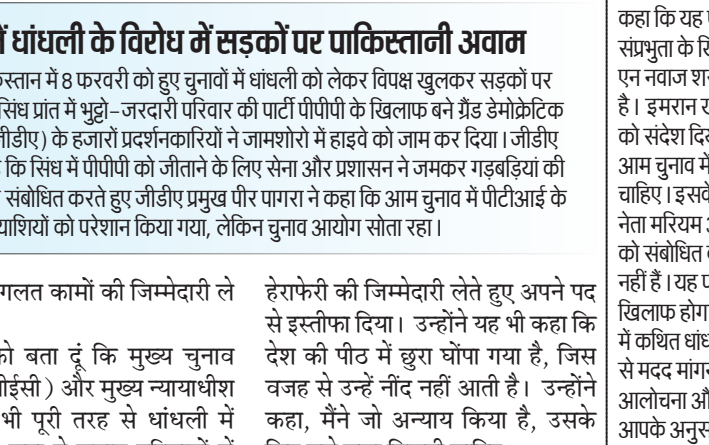 धांधली के विरोध में सड़कों पर पाकिस्तानी अवाम
में 8 फरवरी को हुए चुनावों में धांधली को लेकर विपक्ष खुलकर सड़कों पर
सिंध प्रांत में भुट्टो-जरदारी परिवार की पार्टी पीपीपी के खिलाफ बने ग्रैंड डेमोक्रेटिक
के हजारों प्रदर्शनकारियों ने जामशोरो में हाइवे को जाम कर दिया। जीडीए
कि सिंध में पीपीपी को जीताने के लिए सेना और प्रशासन ने जमकर गड़बड़ियां की
संबोधित करते हुए जीडीए प्रमुख पीर पागरा ने कहा कि आम चुनाव में पीटीआई के
को परेशान किया गया, लेकिन चुनाव आयोग सोता रहा।
गलत कामों की जिम्मेदारी ले
बता दूं कि मुख्य चुनाव
और मुख्य न्यायाधीश
भी पूरी तरह से धांधली में
हेराफेरी की जिम्मेदारी लेते हुए अपने पद
से इस्तीफा दिया। उन्होंने यह भी कहा कि
देश की पीठ में छुरा घोंपा गया है, जिस
वजह से उन्हें नींद नहीं आती है। उन्होंने
कहा, मैंने जो अन्याय किया है, उसके
कहा कि यह
संप्रभुता के
एन नवाज
है। इमरान
को संदेश
आम चुनाव में
चाहिए।
नेता मरियम
को संबोधित
नहीं हैं। यह
खिलाफ
में कथित
से मदद
आलोचना
आपके